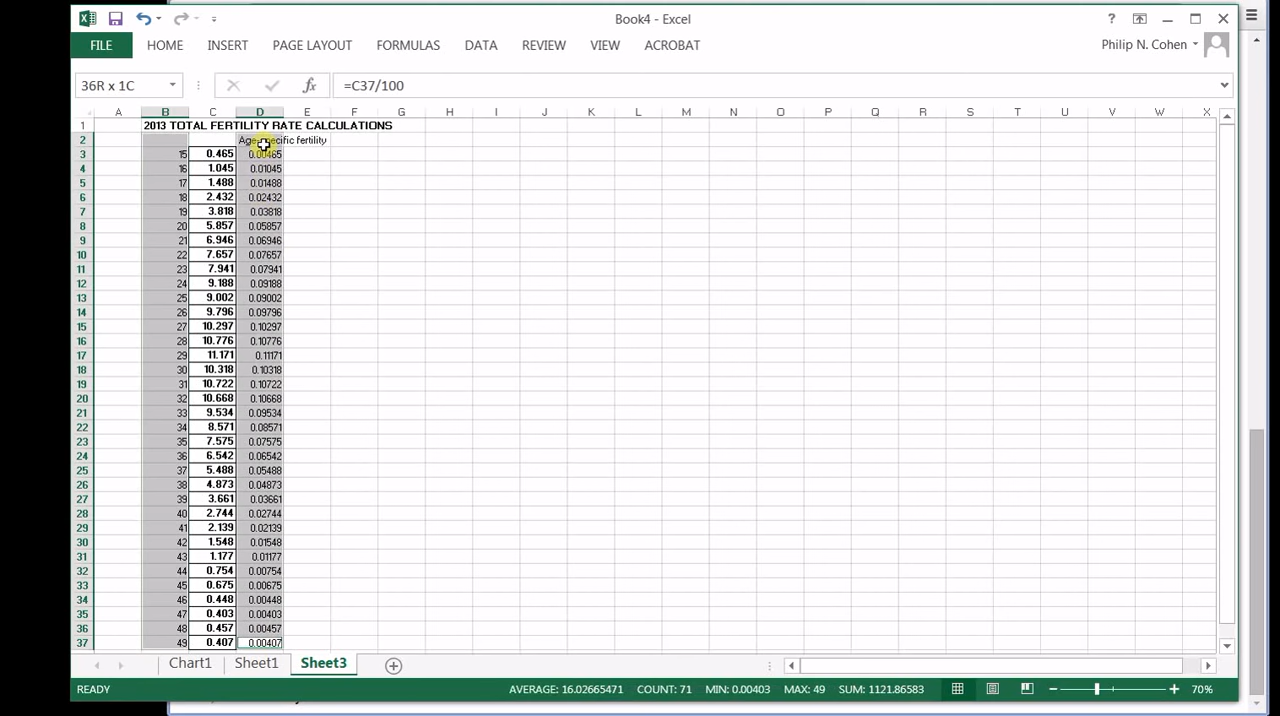 Book4 - Excel
?
FILE HOME INSERT PAGE LAYOUT FORMULAS DATA REVIEW VIEW ACROBAT Philip N. Cohen
36R x 1C fx =C37/100
A B C D E F G H I J K L M N O P Q R S T U V W X
1 2013 TOTAL FERTILITY RATE CALCULATIONS
2 fertility
3 15 0.465 0.00465
4 16 1.045 0.01045
5 17 1.488 0.01488
6 18 2.432 0.02432
7 19 3.818 0.03818
8 20 5.857 0.05857
9 21 6.946 0.06946
10 22 7.657 0.07657
11 23 7.941 0.07941
12 24 9.188 0.09188
13 25 9.002 0.09002
14 26 9.796 0.09796
15 27 10.297 0.10297
16 28 10.776 0.10776
17 29 11.171 0.11171
18 30 10.318 0.10318
19 31 10.722 0.10722
20 32 10.668 0.10668
21 33 9.534 0.09534
22 34 8.571 0.08571
23 35 7.575 0.07575
24 36 6.542 0.06542
25 37 5.488 0.05488
26 38 4.873 0.04873
27 39 3.661 0.03661
28 40 2.744 0.02744
29 41 2.139 0.02139
30 42 1.548 0.01548
31 43 1.177 0.01177
32 44 0.754 0.00754
33 45 0.675 0.00675
34 46 0.448 0.00448
35 47 0.403 0.00403
36 48 0.457 0.00457
37 49 0.407 0.00407
Chart1 Sheet1 Sheet3
READY AVERAGE: 16.02665471 COUNT: 71 MIN: 0.00403 MAX: 49 SUM: 1121.86583 70%